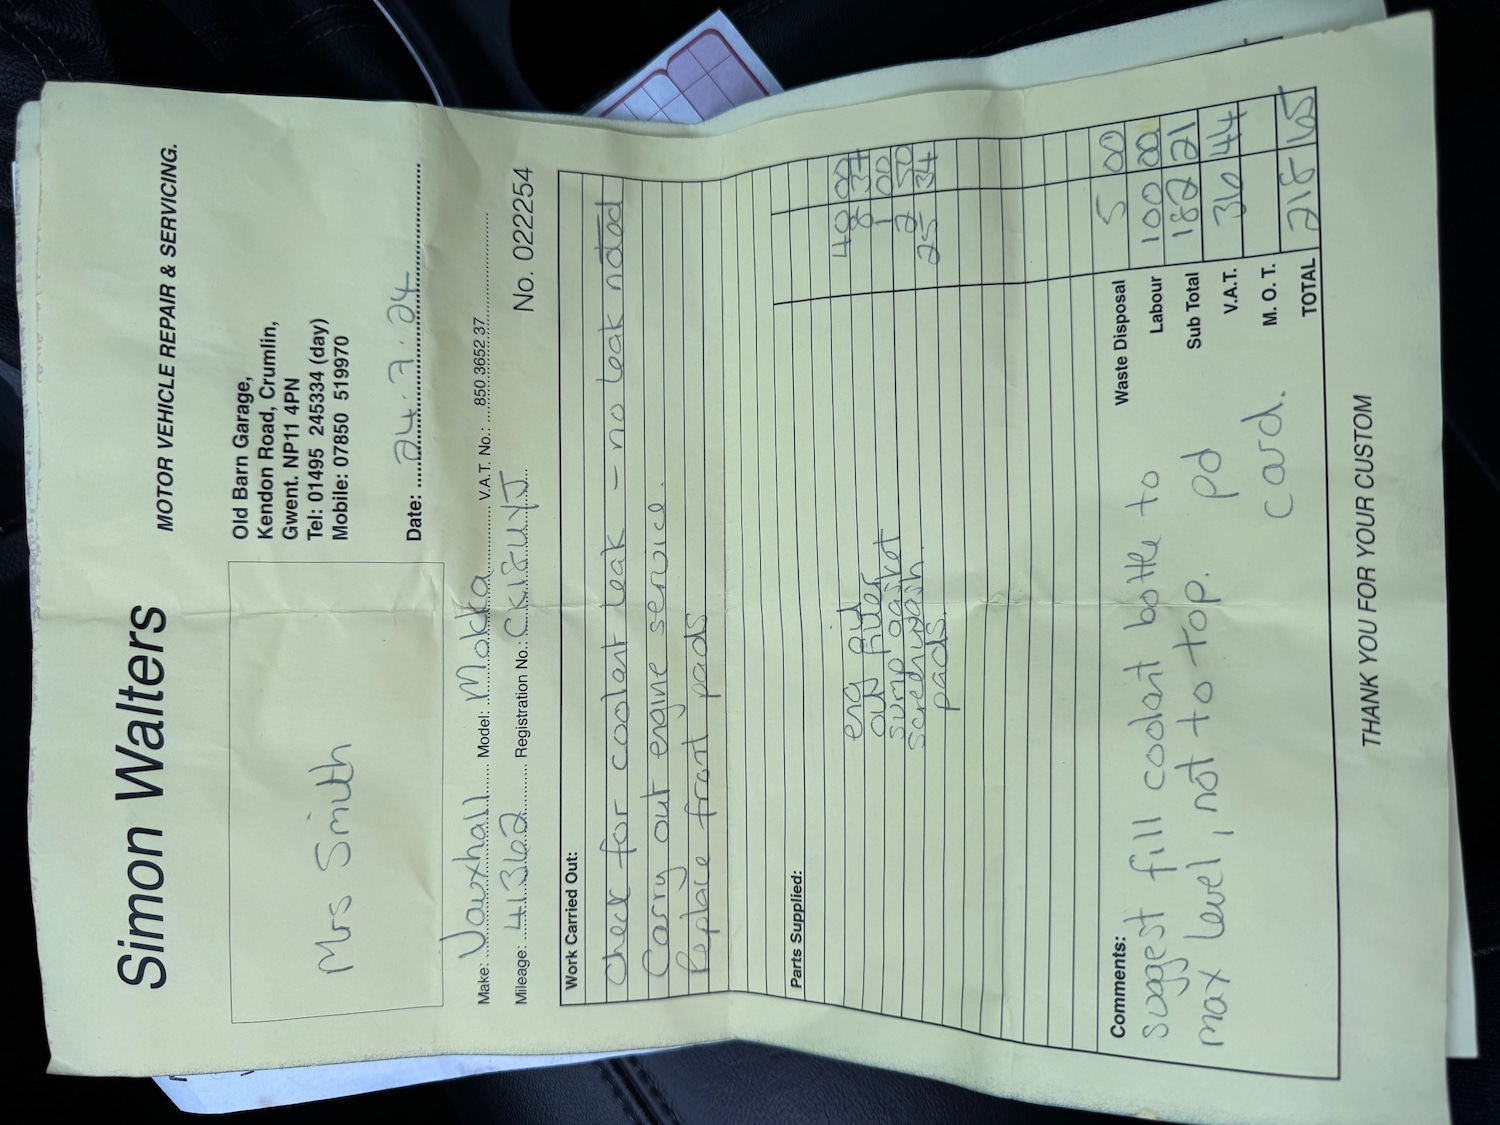 Simon Walters
MOTOR VEHICLE REPAIR & SERVICING.
Old Barn Garage,
Kendon Road, Crumlin,
Gwent. NP11 4PN
Tel: 01495 245334 (day)
Mobile: 07850 519970
Mrs Smith
Date: 24.7.24
Make: Vauxhall Model: Mokka V.A.T. No.: 850 3652 37
Mileage: 41362 Registration No.: CK18UYJ No. 022254
Work Carried Out:
Check for coolant leak - no leak noted
Carry out engine service.
Replace front pads
Parts Supplied:
eng oil 40 00
oil filter 8 37
sump gasket 1 00
screenwash. 2 50
pads. 25 34
Comments:
suggest fill coolant bottle to
max level, not to top. pd
card.
Waste Disposal 5 00
Labour 100 00
Sub Total 182 21
V.A.T. 36 44
M. O. T.
TOTAL 218 65
THANK YOU FOR YOUR CUSTOM